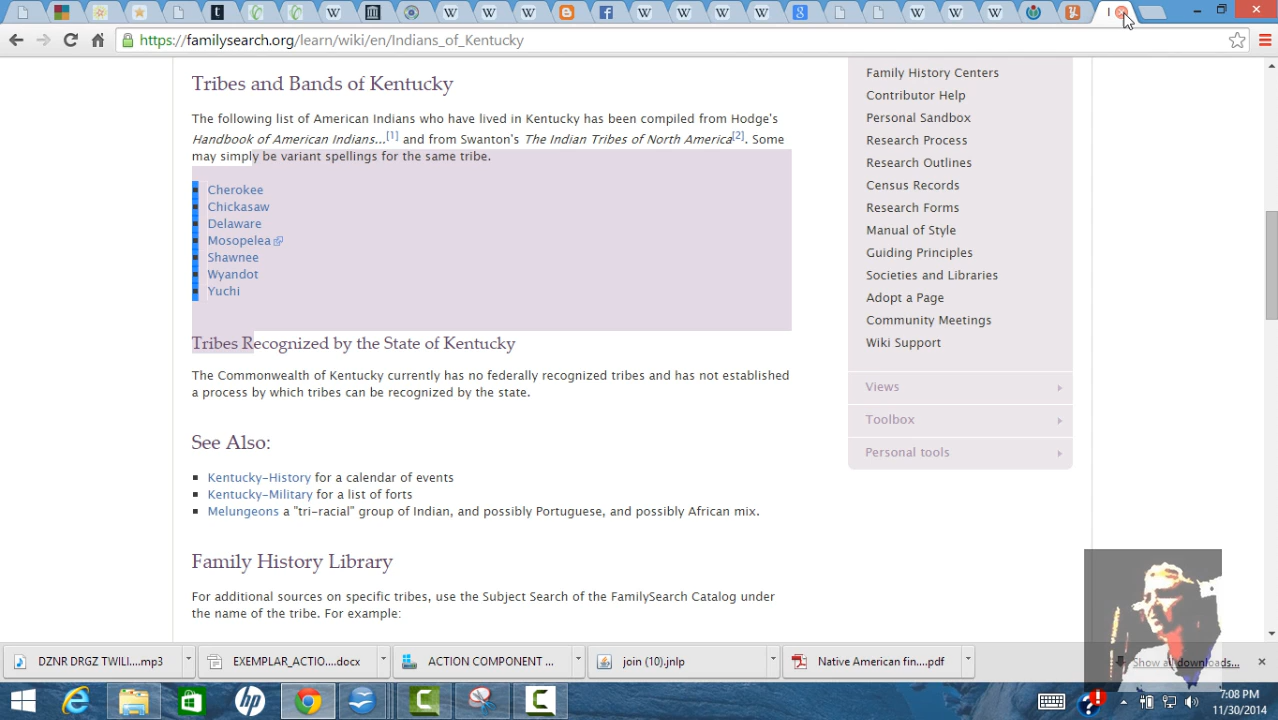 https://familysearch.org/learn/wiki/en/Indians_of_Kentucky
Tribes and Bands of Kentucky
The following list of American Indians who have lived in Kentucky has been compiled from Hodge's
Handbook of American Indians...[1] and from Swanton's The Indian Tribes of North America[2]. Some
may simply be variant spellings for the same tribe.
Cherokee
Chickasaw
Delaware
Mosopelea
Shawnee
Wyandot
Yuchi
Tribes Recognized by the State of Kentucky
The Commonwealth of Kentucky currently has no federally recognized tribes and has not established
a process by which tribes can be recognized by the state.
See Also:
Kentucky-History for a calendar of events
Kentucky-Military for a list of forts
Melungeons a "tri-racial" group of Indian, and possibly Portuguese, and possibly African mix.
Family History Library
For additional sources on specific tribes, use the Subject Search of the FamilySearch Catalog under
the name of the tribe. For example:
Family History Centers
Contributor Help
Personal Sandbox
Research Process
Research Outlines
Census Records
Research Forms
Manual of Style
Guiding Principles
Societies and Libraries
Adopt a Page
Community Meetings
Wiki Support
Views
Toolbox
Personal tools
DZNR DRGZ TWILI....mp3
EXEMPLAR_ACTIO....docx
ACTION COMPONENT ...
join (10).jnlp
Native American fin....pdf
Show all downloads...
7:08 PM
11/30/2014